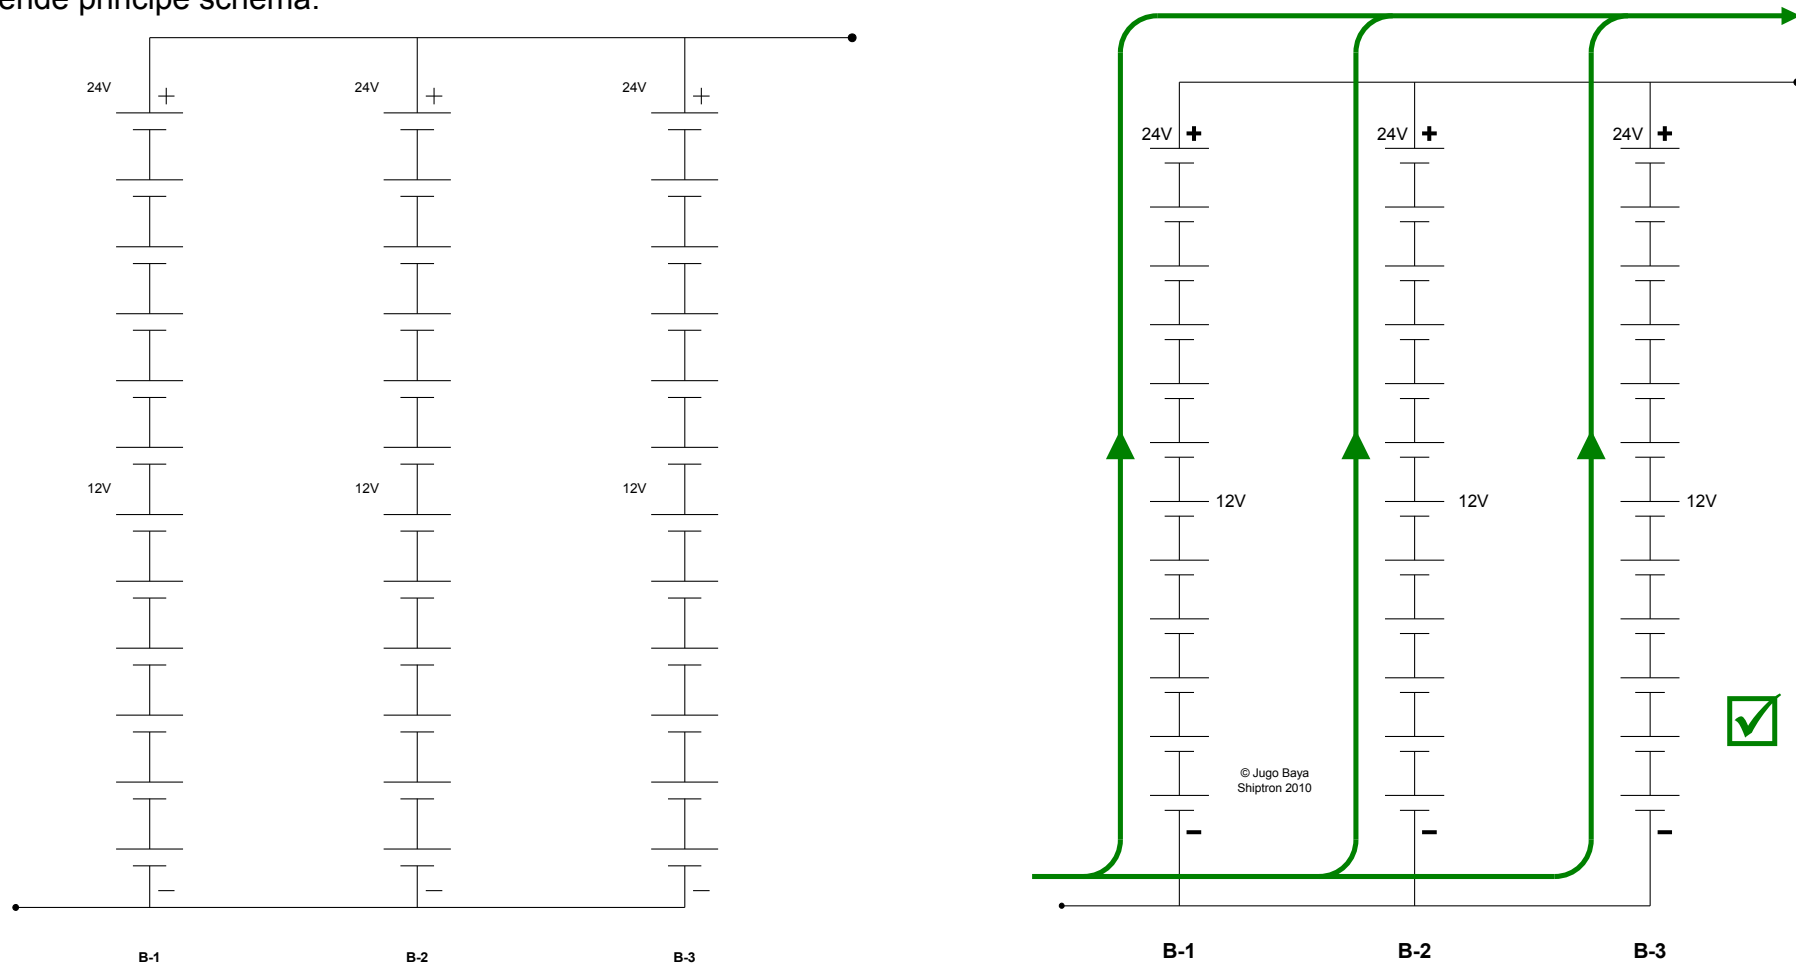 ende principe schema:
24V + 24V + 24V +
12V 12V 12V
– – –
B-1 B-2 B-3
24V + 24V + 24V +
12V 12V 12V
© Jugo Baya
Shiptron 2010
– – –
B-1 B-2 B-3